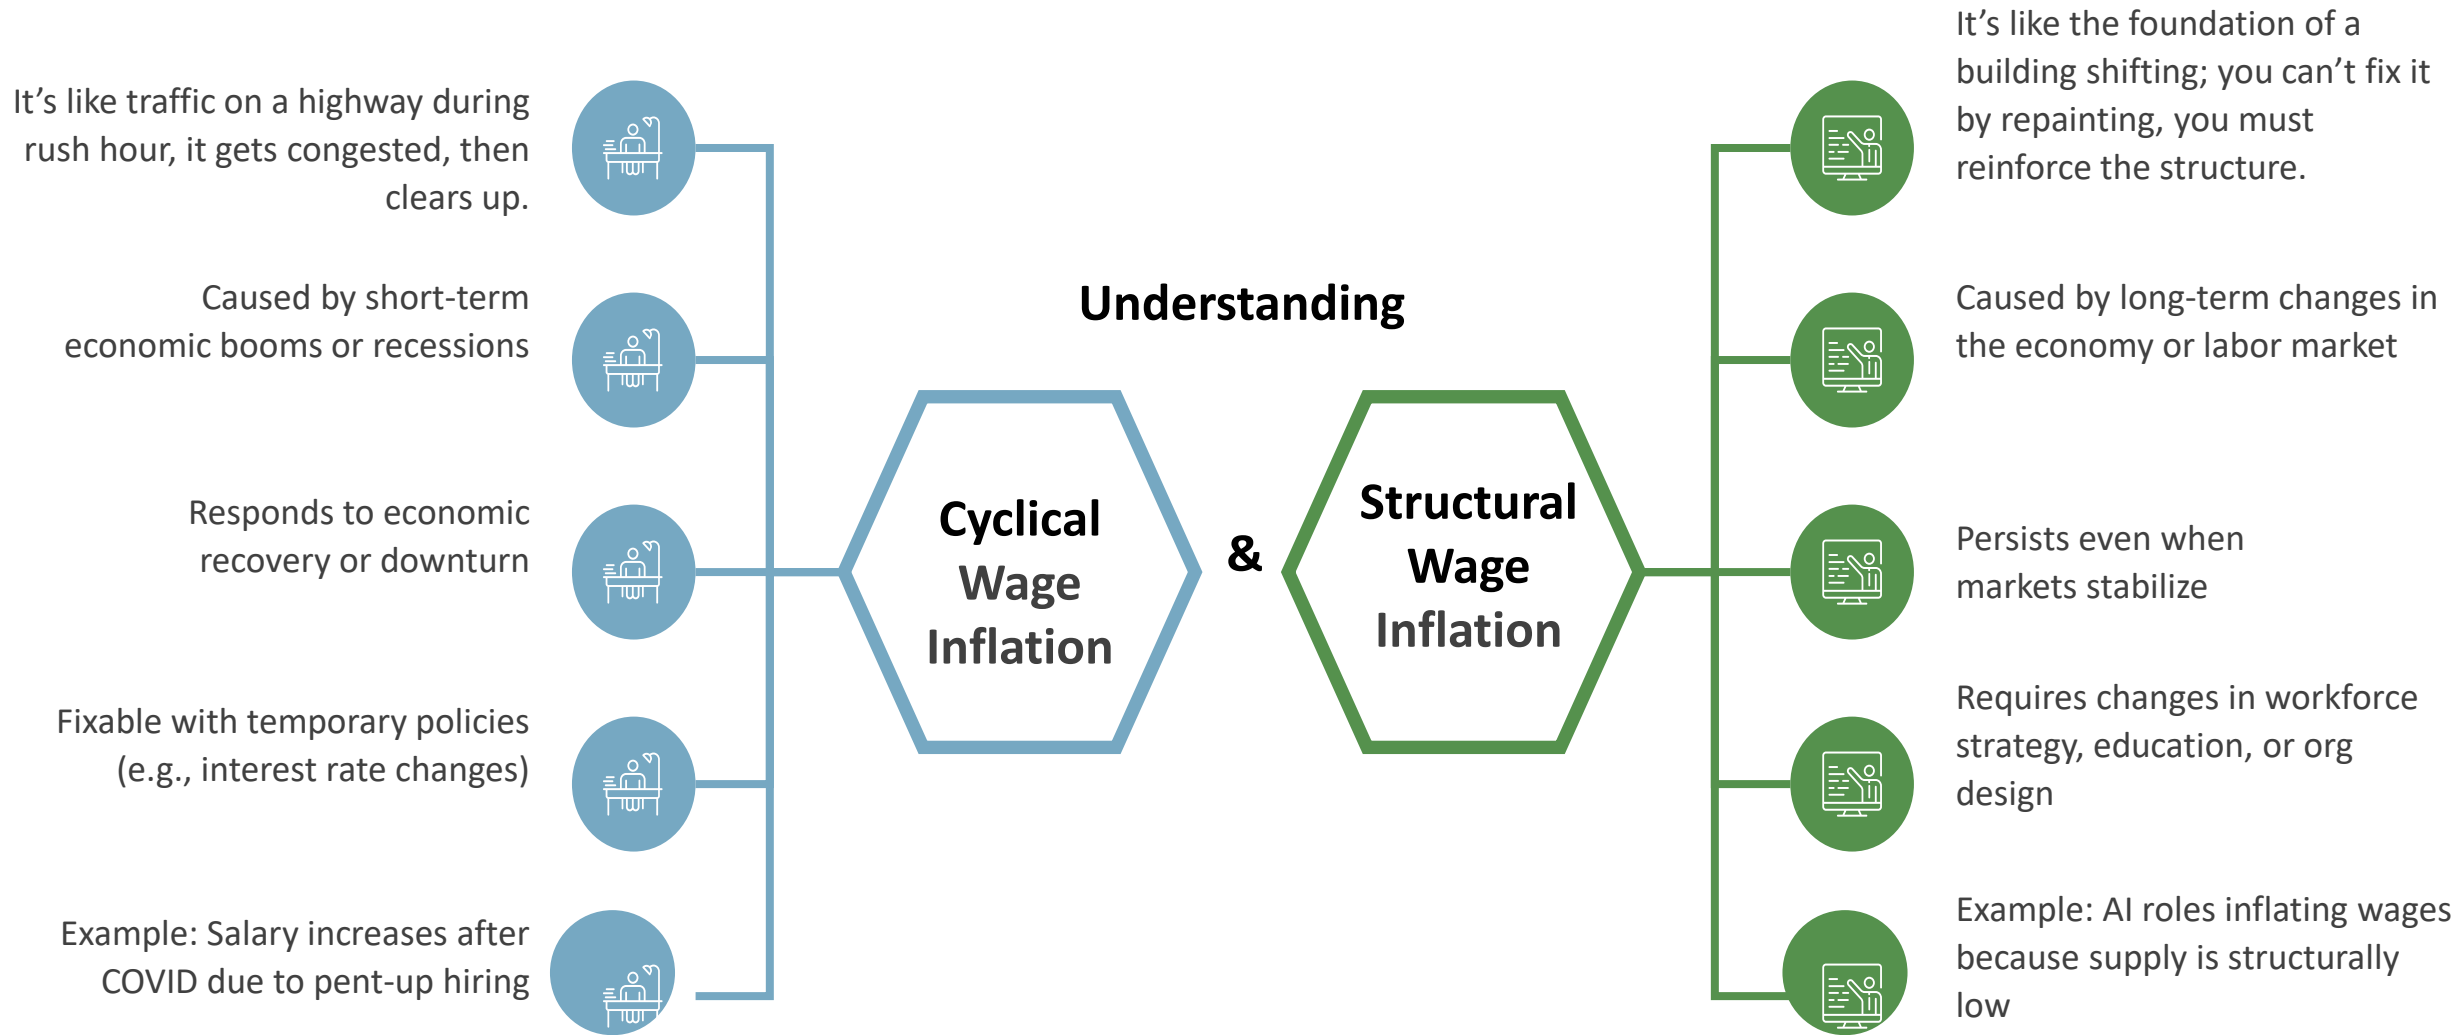 It’s like traffic on a highway during
rush hour, it gets congested, then
clears up.
Caused by short-term
economic booms or recessions
Responds to economic
recovery or downturn
Fixable with temporary policies
(e.g., interest rate changes)
Example: Salary increases after
COVID due to pent-up hiring
Understanding
Cyclical
Wage
Inflation
&
Structural
Wage
Inflation
It’s like the foundation of a
building shifting; you can’t fix it
by repainting, you must
reinforce the structure.
Caused by long-term changes in
the economy or labor market
Persists even when
markets stabilize
Requires changes in workforce
strategy, education, or org
design
Example: AI roles inflating wages
because supply is structurally
low